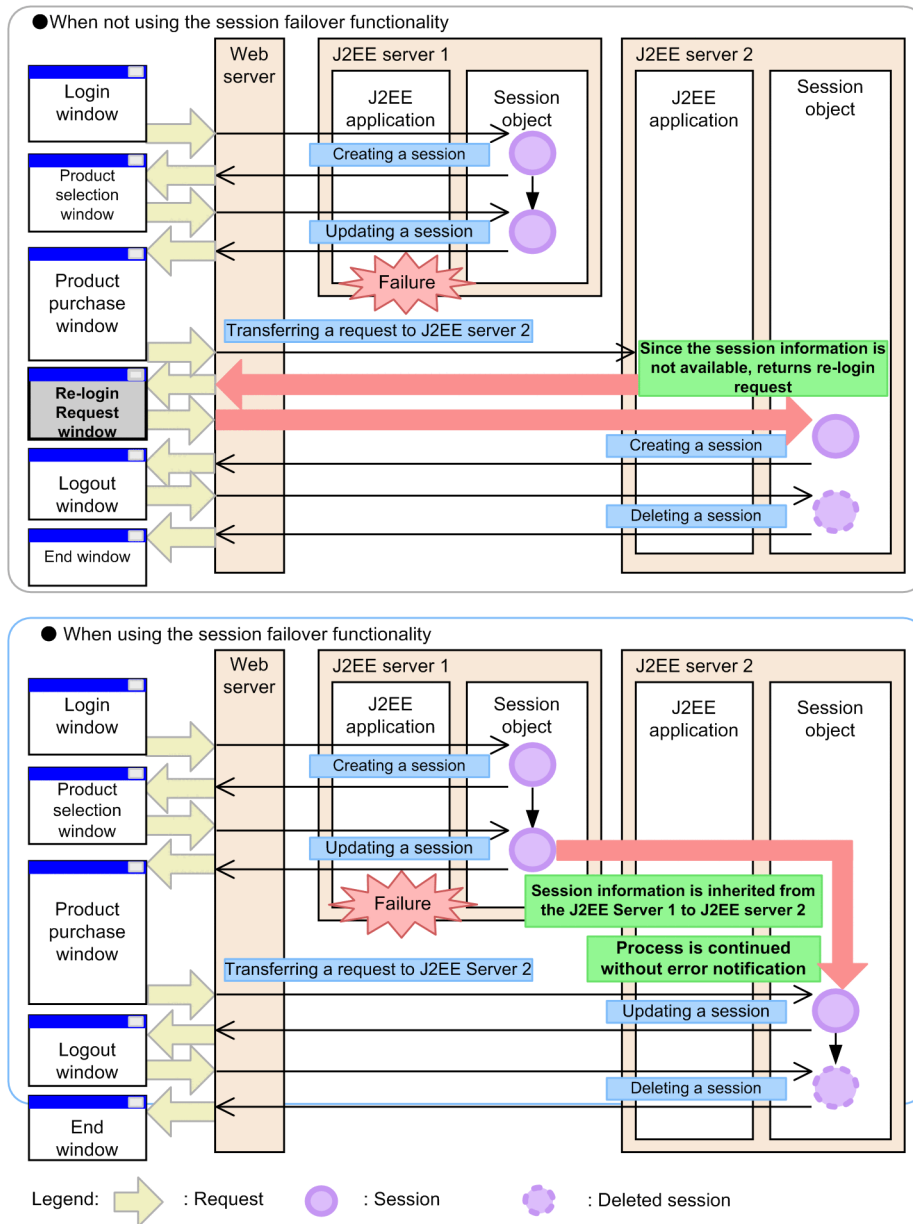 ●When not using the session failover functionality
Web
server
J2EE server 1
J2EE server 2
Login
window
J2EE
application
Session
object
J2EE
application
Session
object
Creating a session
Product
selection
window
Updating a session
Product
purchase
window
Failure
Transferring a request to J2EE server 2
Since the session information is
not available, returns re-login
request
Re-login
Request
window
Creating a session
Logout
window
Deleting a session
End window
● When using the session failover functionality
Web
server
J2EE server 1
J2EE server 2
Login
window
J2EE
application
Session
object
J2EE
application
Session
object
Creating a session
Product
selection
window
Updating a session
Product
purchase
window
Failure
Session information is inherited from
the J2EE Server 1 to J2EE server 2
Process is continued
without error notification
Transferring a request to J2EE Server 2
Updating a session
Logout
window
Deleting a session
End
window
Legend:
: Request
: Session
: Deleted session